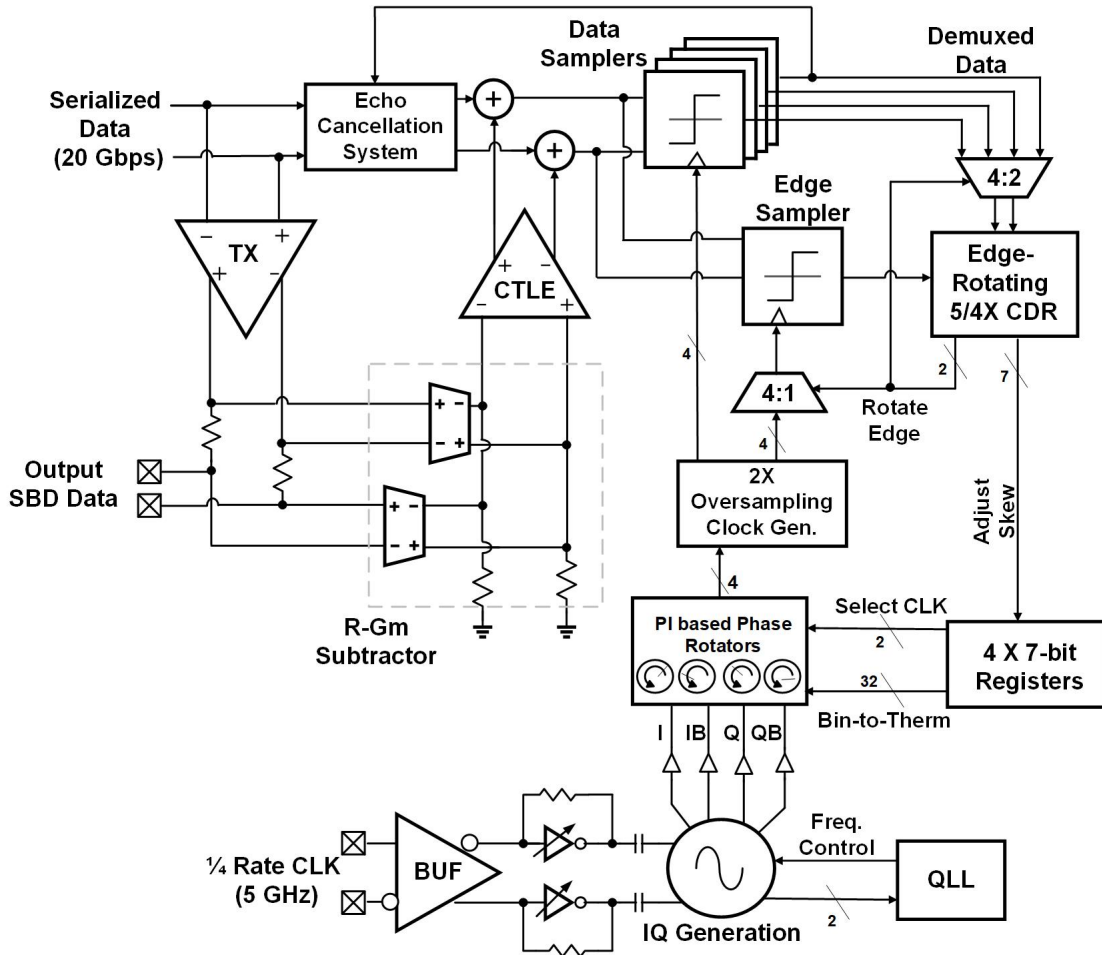 Data
Samplers
Demuxed
Data
Serialized
Data
(20 Gbps)
Echo
Cancellation
System
+
+
4:2
Edge
Sampler
Edge-
Rotating
5/4X CDR
− +
TX
+ −
+ −
CTLE
− +
4
2
7
4:1
Rotate
Edge
4
+ −
− +
Output
SBD Data
+ −
− +
2X
Oversampling
Clock Gen.
Adjust
Skew
4
R-Gm
Subtractor
PI based Phase
Rotators
Select CLK
2
32
Bin-to-Therm
4 X 7-bit
Registers
I IB Q QB
¼ Rate CLK
(5 GHz)
BUF
Freq.
Control
QLL
2
IQ Generation